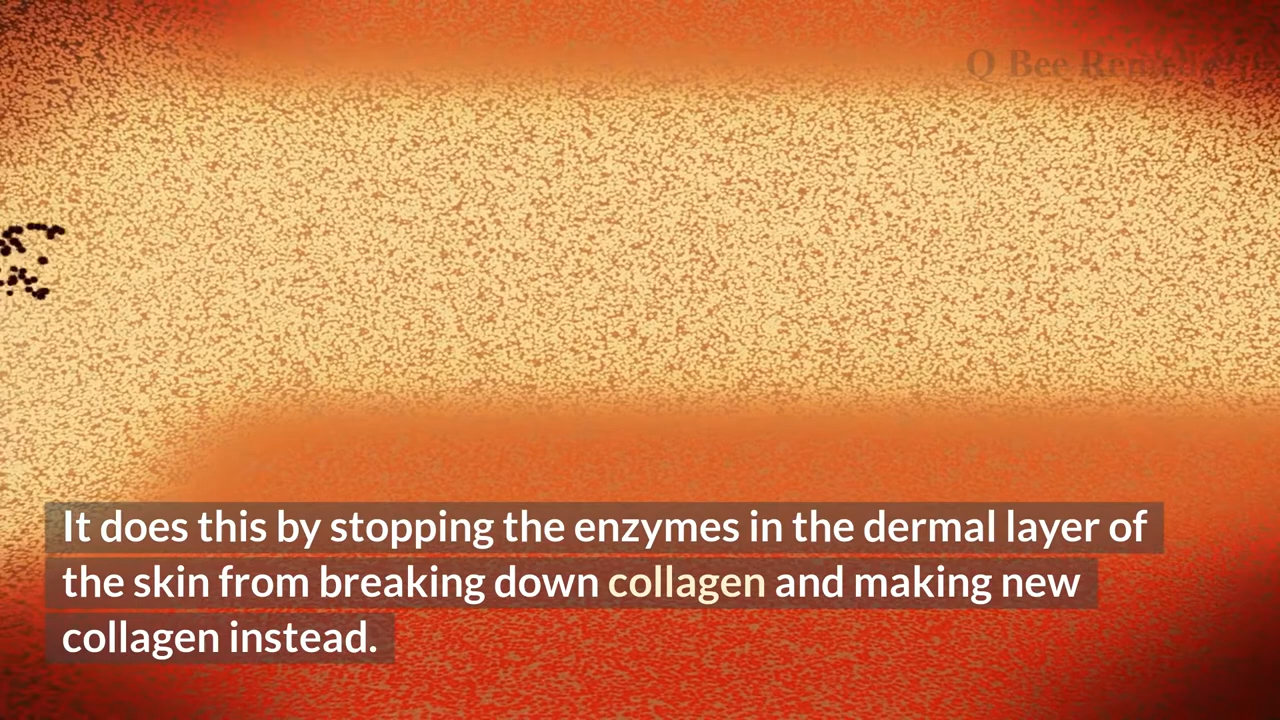 Q Bee
It does this by stopping the enzymes in the dermal layer of
the skin from breaking down collagen and making new
collagen instead.